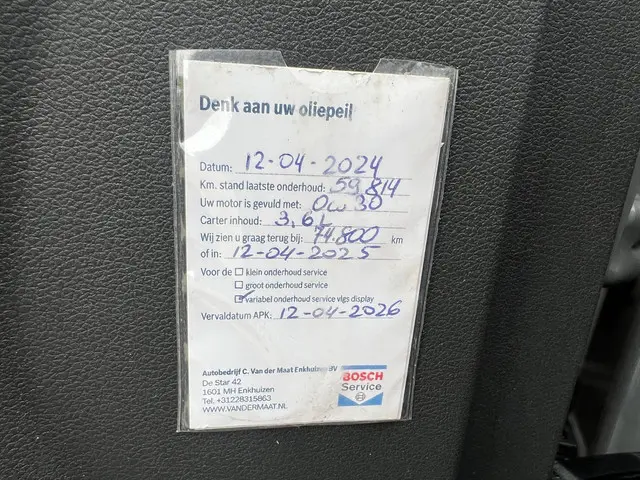 Denk aan uw oliepeil
Datum: 12-04-2024
Km. stand laatste onderhoud: 59.814
Uw motor is gevuld met: 0w30
Carter inhoud: 3,6L
Wij zien u graag terug bij: 74.800 km
of in: 12-04-2025
Voor de ☐ klein onderhoud service
☐ groot onderhoud service
☑ variabel onderhoud service vlgs display
Vervaldatum APK: 12-04-2026
Autobedrijf C. Van der Maat Enkhuizen BV
De Star 42
1601 MH Enkhuizen
Tel. +31228315863
WWW.VANDERMAAT.NL
BOSCH
Service